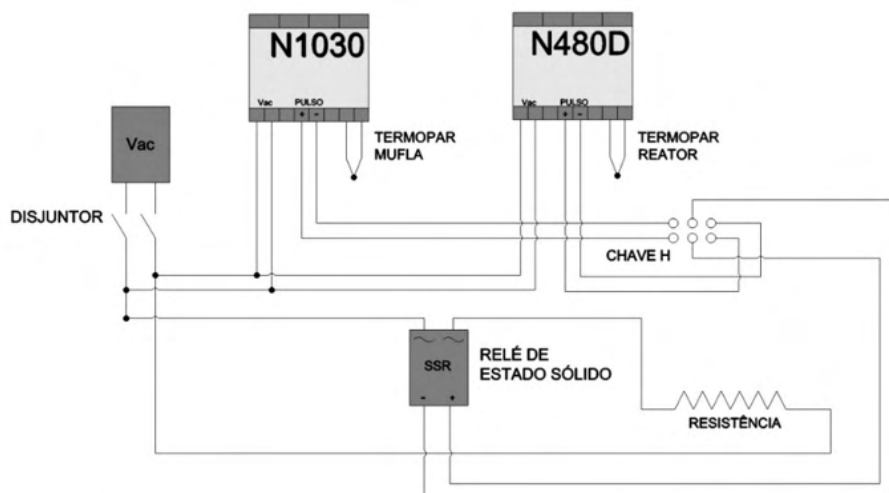 N1030
Vac PULSO
+ -
TERMOPAR
MUFLA
N480D
Vac PULSO
+ -
TERMOPAR
REATOR
Vac
DISJUNTOR
CHAVE H
SSR
- +
RELÉ DE
ESTADO SÓLIDO
RESISTÊNCIA